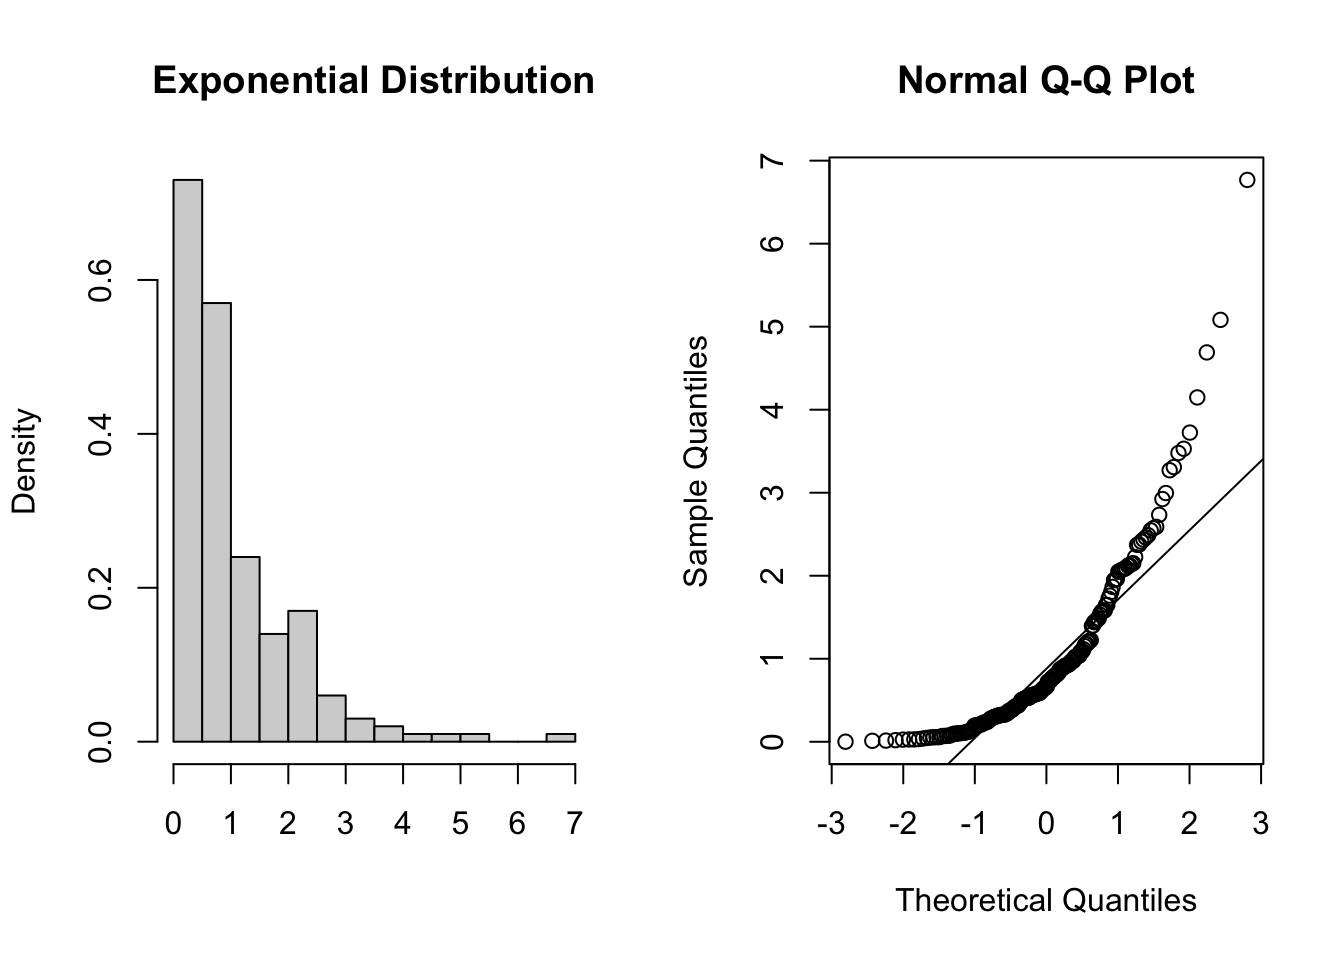 Exponential Distribution
Density
0.0 0.2 0.4 0.6
0 1 2 3 4 5 6 7
Normal Q-Q Plot
Sample Quantiles
0 1 2 3 4 5 6 7
-3 -2 -1 0 1 2 3
Theoretical Quantiles